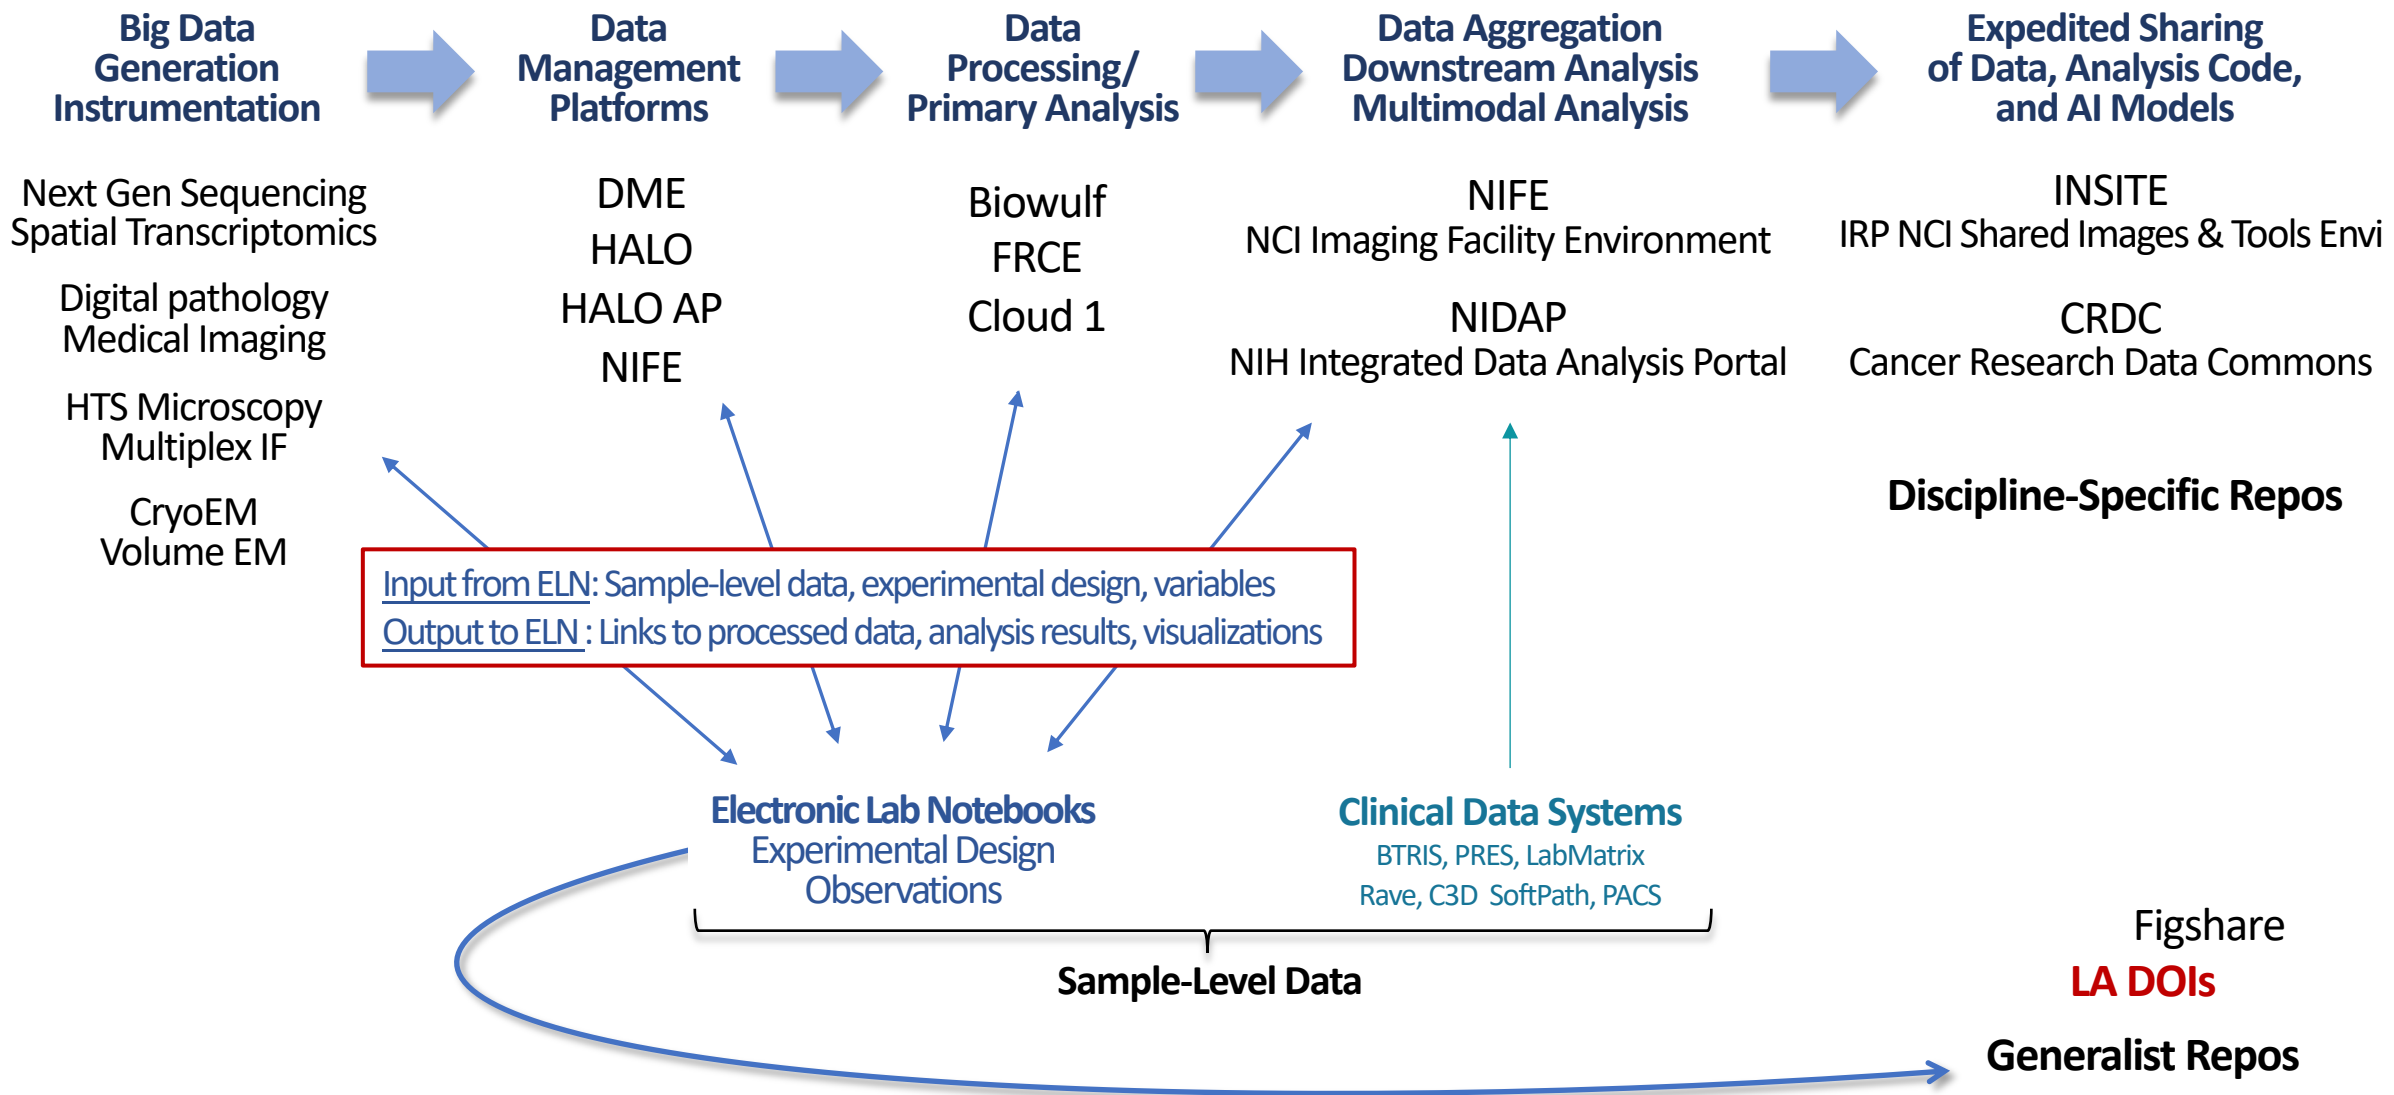 Big Data
Generation
Instrumentation
Data
Management
Platforms
Data
Processing/
Primary Analysis
Data Aggregation
Downstream Analysis
Multimodal Analysis
Expedited Sharing
of Data, Analysis Code,
and AI Models
Next Gen Sequencing
Spatial Transcriptomics
Digital pathology
Medical Imaging
HTS Microscopy
Multiplex IF
CryoEM
Volume EM
DME
HALO
HALO AP
NIFE
Biowulf
FRCE
Cloud 1
NIFE
NCI Imaging Facility Environment
NIDAP
NIH Integrated Data Analysis Portal
INSITE
IRP NCI Shared Images & Tools Envi
CRDC
Cancer Research Data Commons
Discipline-Specific Repos
Input from ELN: Sample-level data, experimental design, variables
Output to ELN : Links to processed data, analysis results, visualizations
Electronic Lab Notebooks
Experimental Design
Observations
Clinical Data Systems
BTRIS, PRES, LabMatrix
Rave, C3D SoftPath, PACS
Sample-Level Data
Figshare
LA DOIs
Generalist Repos